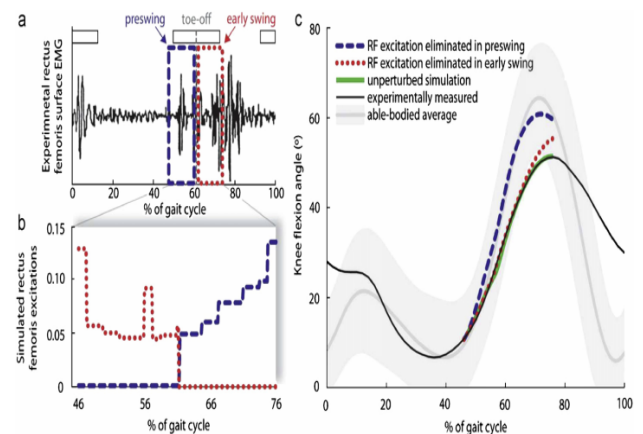 a
preswing
toe-off
early swing
Experimnetal rectus
femoris surface EMG
0 20 40 60 80 100
% of gait cycle
b
Simulated rectus
femoris excitations
0.15
0.10
0.05
0
46 56 66 76
% of gait cycle
c
Knee flexion angle (°)
80
60
40
20
0
RF excitation eliminated in preswing
RF excitation eliminated in early swing
unperturbed simulation
experimentally measured
able-bodied average
0 20 40 60 80 100
% of gait cycle